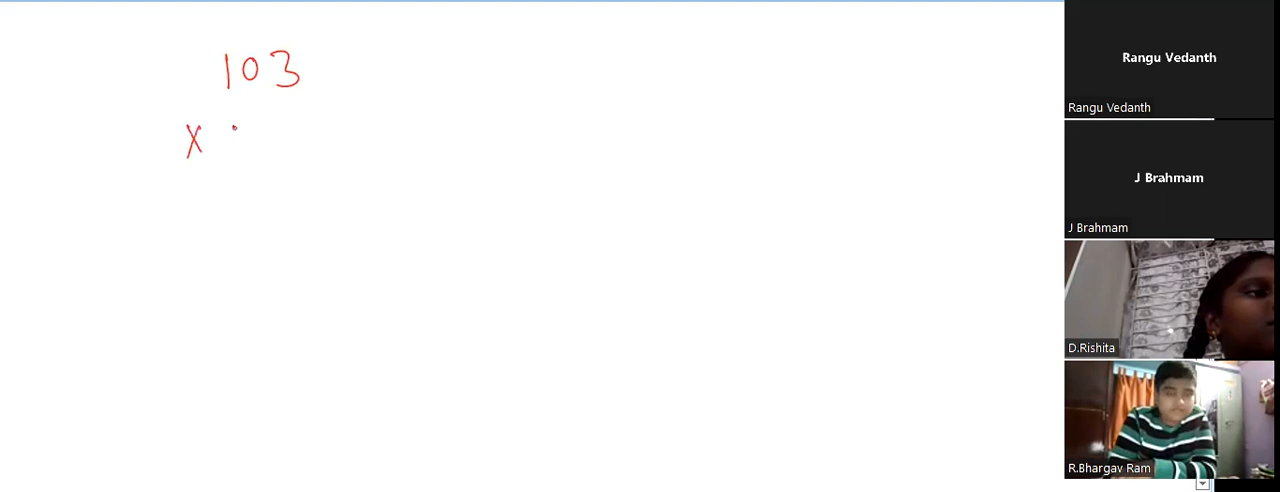 103
X
Rangu Vedanth
Rangu Vedanth
J Brahmam
J Brahmam
D.Rishita
R.Bhargav Ram